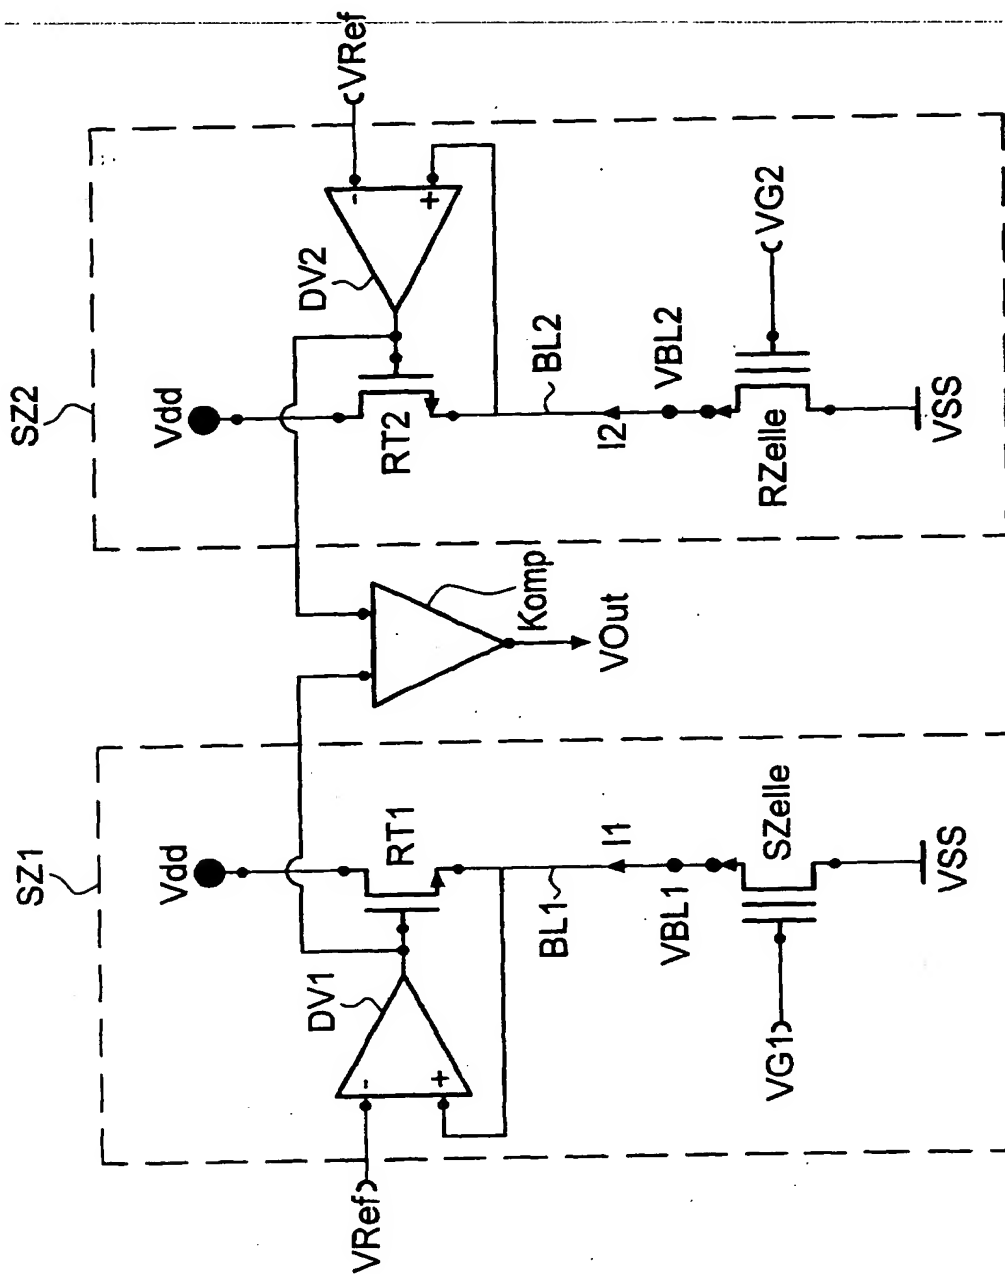 SZ1
SZ2
Vdd
Vdd
DV1
RT1
DV2
RT2
-
+
-
+
VRef
VRef
Komp
VOut
BL1
I1
BL2
I2
VBL1
VBL2
SZelle
RZelle
VG1
VG2
VSS
VSS